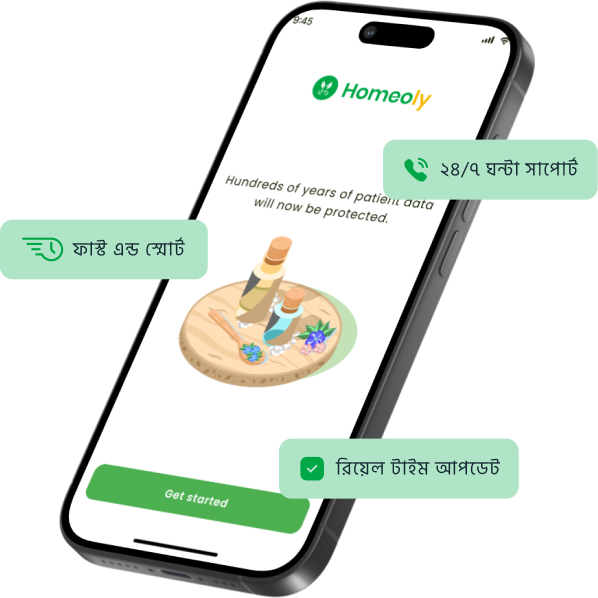 9:45
Homeoly
২৪/৭ ঘন্টা সাপোর্ট
Hundreds of years of patient data
will now be protected.
ফাস্ট এন্ড স্মোর্ট
রিয়েল টাইম আপডেট
Get started